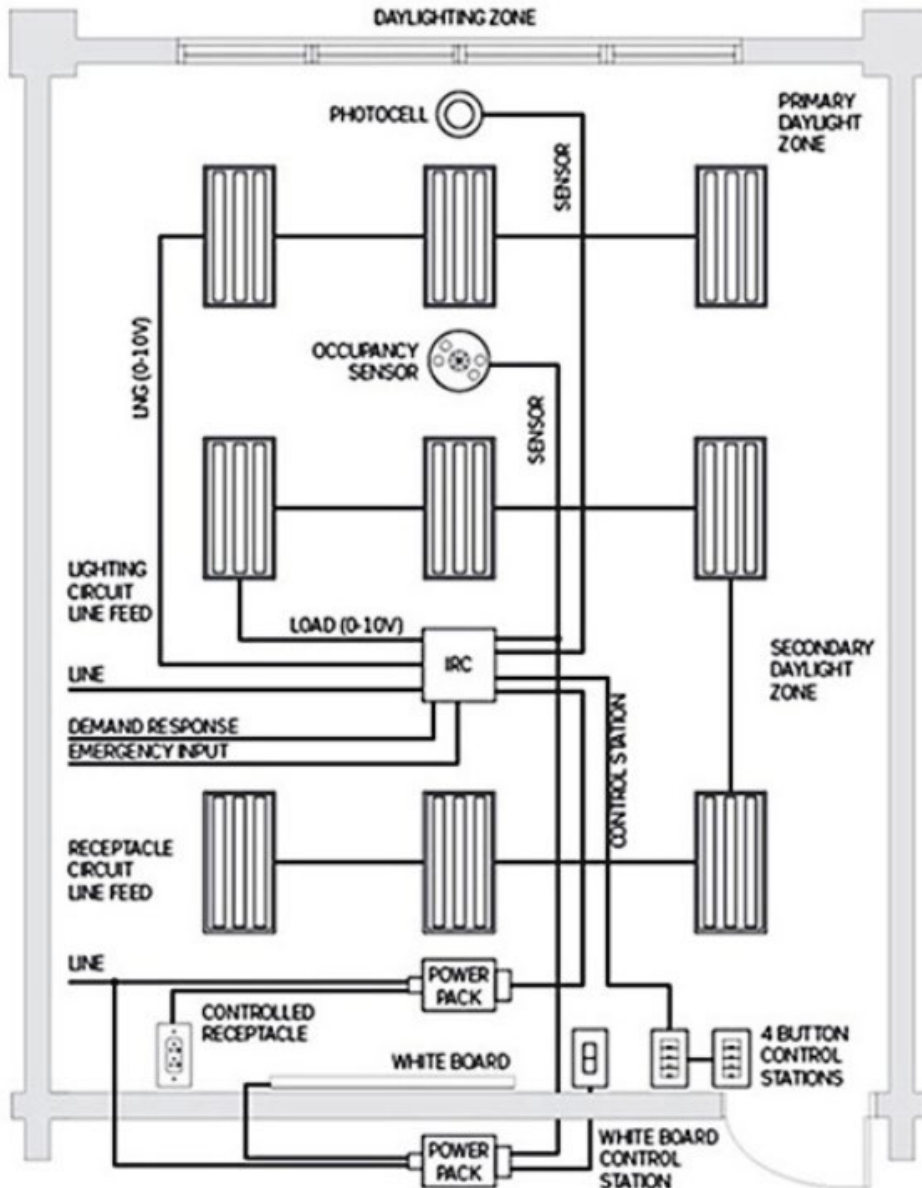 DAYLIGHTING ZONE
PHOTOCELL
PRIMARY
DAYLIGHT
ZONE
SENSOR
LNG (0-10V)
OCCUPANCY
SENSOR
SENSOR
LIGHTING
CIRCUIT
LINE FEED
LOAD (0-10V)
IRC
SECONDARY
DAYLIGHT
ZONE
LINE
DEMAND RESPONSE
EMERGENCY INPUT
CONTROL STATION
RECEPTACLE
CIRCUIT
LINE FEED
LINE
POWER
PACK
CONTROLLED
RECEPTACLE
WHITE BOARD
4 BUTTON
CONTROL
STATIONS
POWER
PACK
WHITE BOARD
CONTROL
STATION